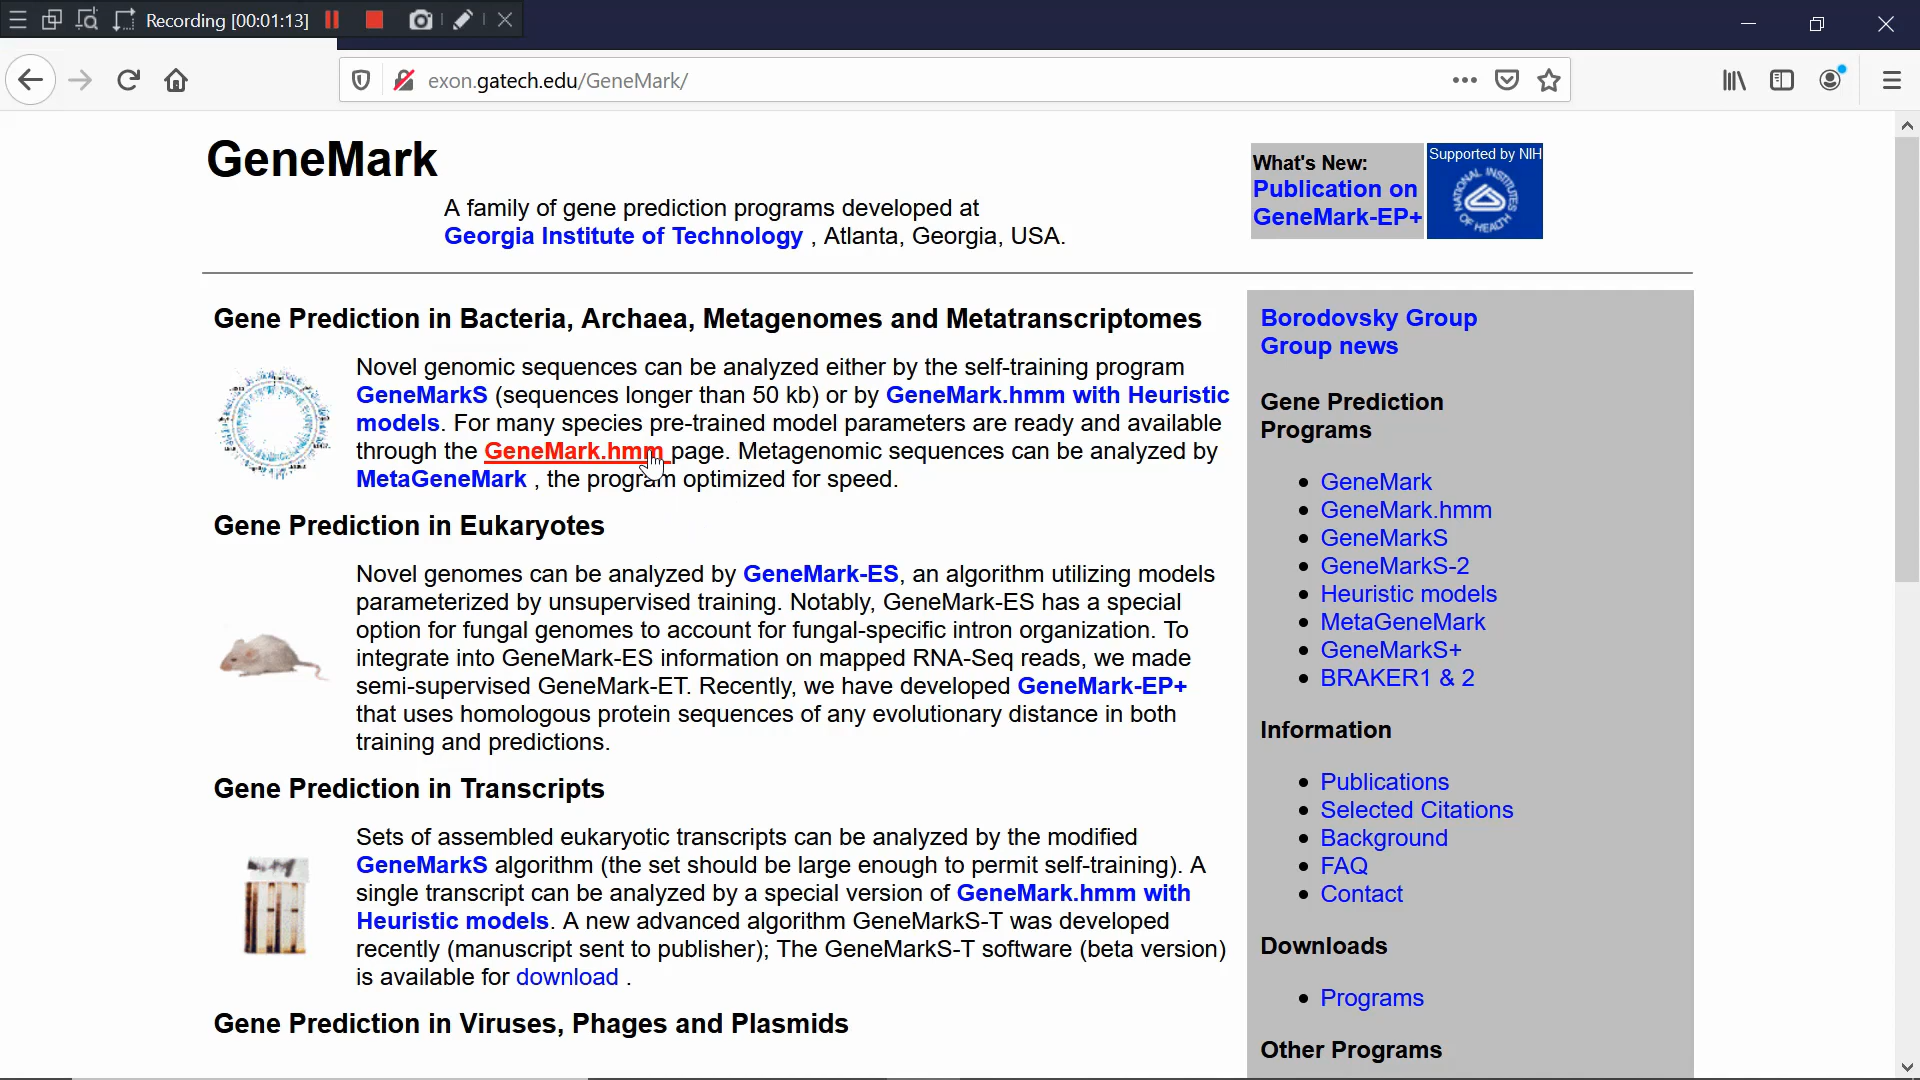 Recording [00:01:13]
exon.gatech.edu/GeneMark/
GeneMark
A family of gene prediction programs developed at
Georgia Institute of Technology , Atlanta, Georgia, USA.
What's New:
Publication on
GeneMark-EP+
Supported by NIH
NATIONAL INSTITUTES OF HEALTH
Gene Prediction in Bacteria, Archaea, Metagenomes and Metatranscriptomes
Novel genomic sequences can be analyzed either by the self-training program
GeneMarkS (sequences longer than 50 kb) or by GeneMark.hmm with Heuristic
models. For many species pre-trained model parameters are ready and available
through the GeneMark.hmm page. Metagenomic sequences can be analyzed by
MetaGeneMark , the program optimized for speed.
Gene Prediction in Eukaryotes
Novel genomes can be analyzed by GeneMark-ES, an algorithm utilizing models
parameterized by unsupervised training. Notably, GeneMark-ES has a special
option for fungal genomes to account for fungal-specific intron organization. To
integrate into GeneMark-ES information on mapped RNA-Seq reads, we made
semi-supervised GeneMark-ET. Recently, we have developed GeneMark-EP+
that uses homologous protein sequences of any evolutionary distance in both
training and predictions.
Gene Prediction in Transcripts
Sets of assembled eukaryotic transcripts can be analyzed by the modified
GeneMarkS algorithm (the set should be large enough to permit self-training). A
single transcript can be analyzed by a special version of GeneMark.hmm with
Heuristic models. A new advanced algorithm GeneMarkS-T was developed
recently (manuscript sent to publisher); The GeneMarkS-T software (beta version)
is available for download .
Gene Prediction in Viruses, Phages and Plasmids
Borodovsky Group
Group news
Gene Prediction
Programs
GeneMark
GeneMark.hmm
GeneMarkS
GeneMarkS-2
Heuristic models
MetaGeneMark
GeneMarkS+
BRAKER1 & 2
Information
Publications
Selected Citations
Background
FAQ
Contact
Downloads
Programs
Other Programs